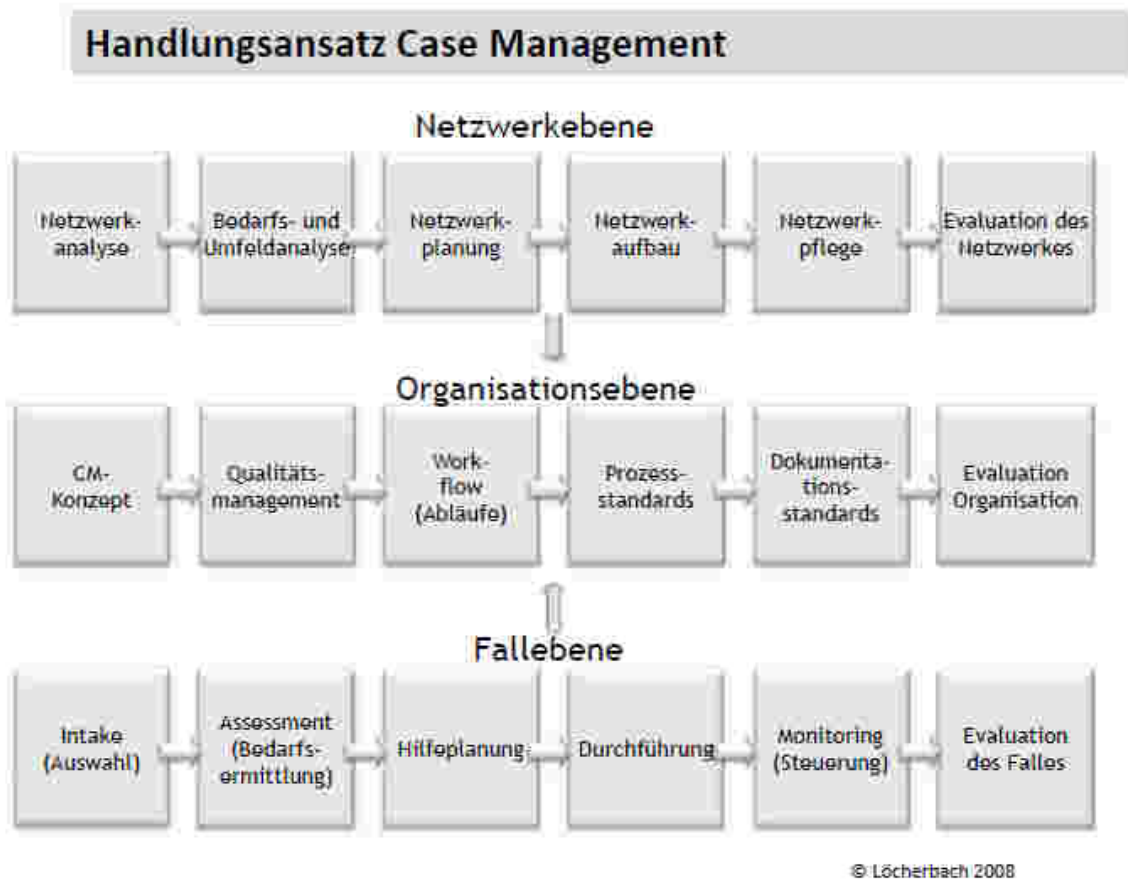 Handlungsansatz Case Management
Netzwerkebene
Netzwerk-
analyse
Bedarfs- und
Umfeldanalyse
Netzwerk-
planung
Netzwerk-
aufbau
Netzwerk-
pflege
Evaluation des
Netzwerkes
Organisationsebene
CM-
Konzept
Qualitäts-
management
Work-
flow
(Abläufe)
Prozess-
standards
Dokumenta-
tions-
standards
Evaluation
Organisation
Fallebene
Intake
(Auswahl)
Assessment
(Bedarfs-
ermittlung)
Hilfeplanung
Durchführung
Monitoring
(Steuerung)
Evaluation
des Falles
© Löcherbach 2008